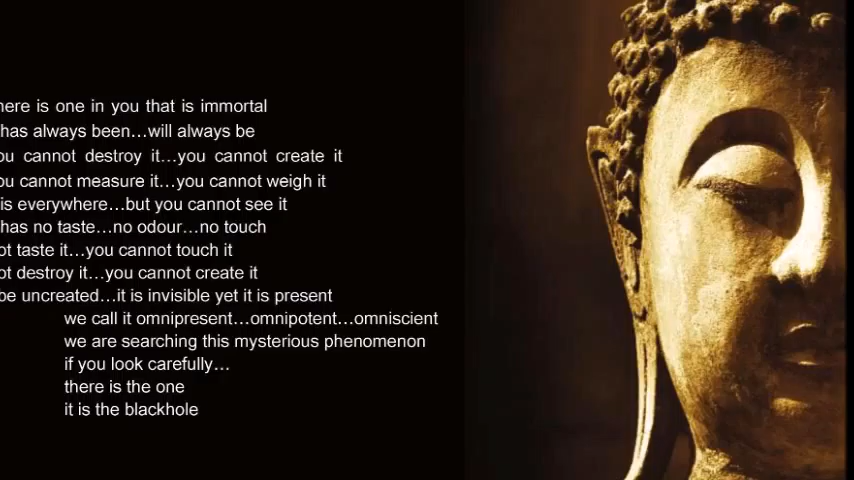 here is one in you that is immortal
has always been...will always be
ou cannot destroy it...you cannot create it
ou cannot measure it...you cannot weigh it
is everywhere...but you cannot see it
has no taste...no odour...no touch
ot taste it...you cannot touch it
ot destroy it...you cannot create it
be uncreated...it is invisible yet it is present
we call it omnipresent...omnipotent...omniscient
we are searching this mysterious phenomenon
if you look carefully...
there is the one
it is the blackhole